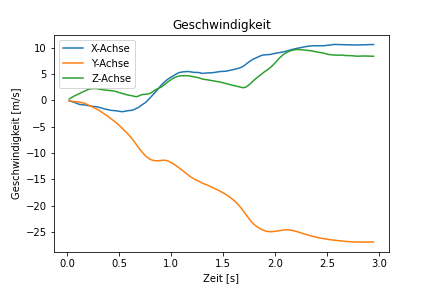 Geschwindigkeit
X-Achse
Y-Achse
Z-Achse
Geschwindigkeit [m/s]
10
5
0
−5
−10
−15
−20
−25
0.0 0.5 1.0 1.5 2.0 2.5 3.0
Zeit [s]